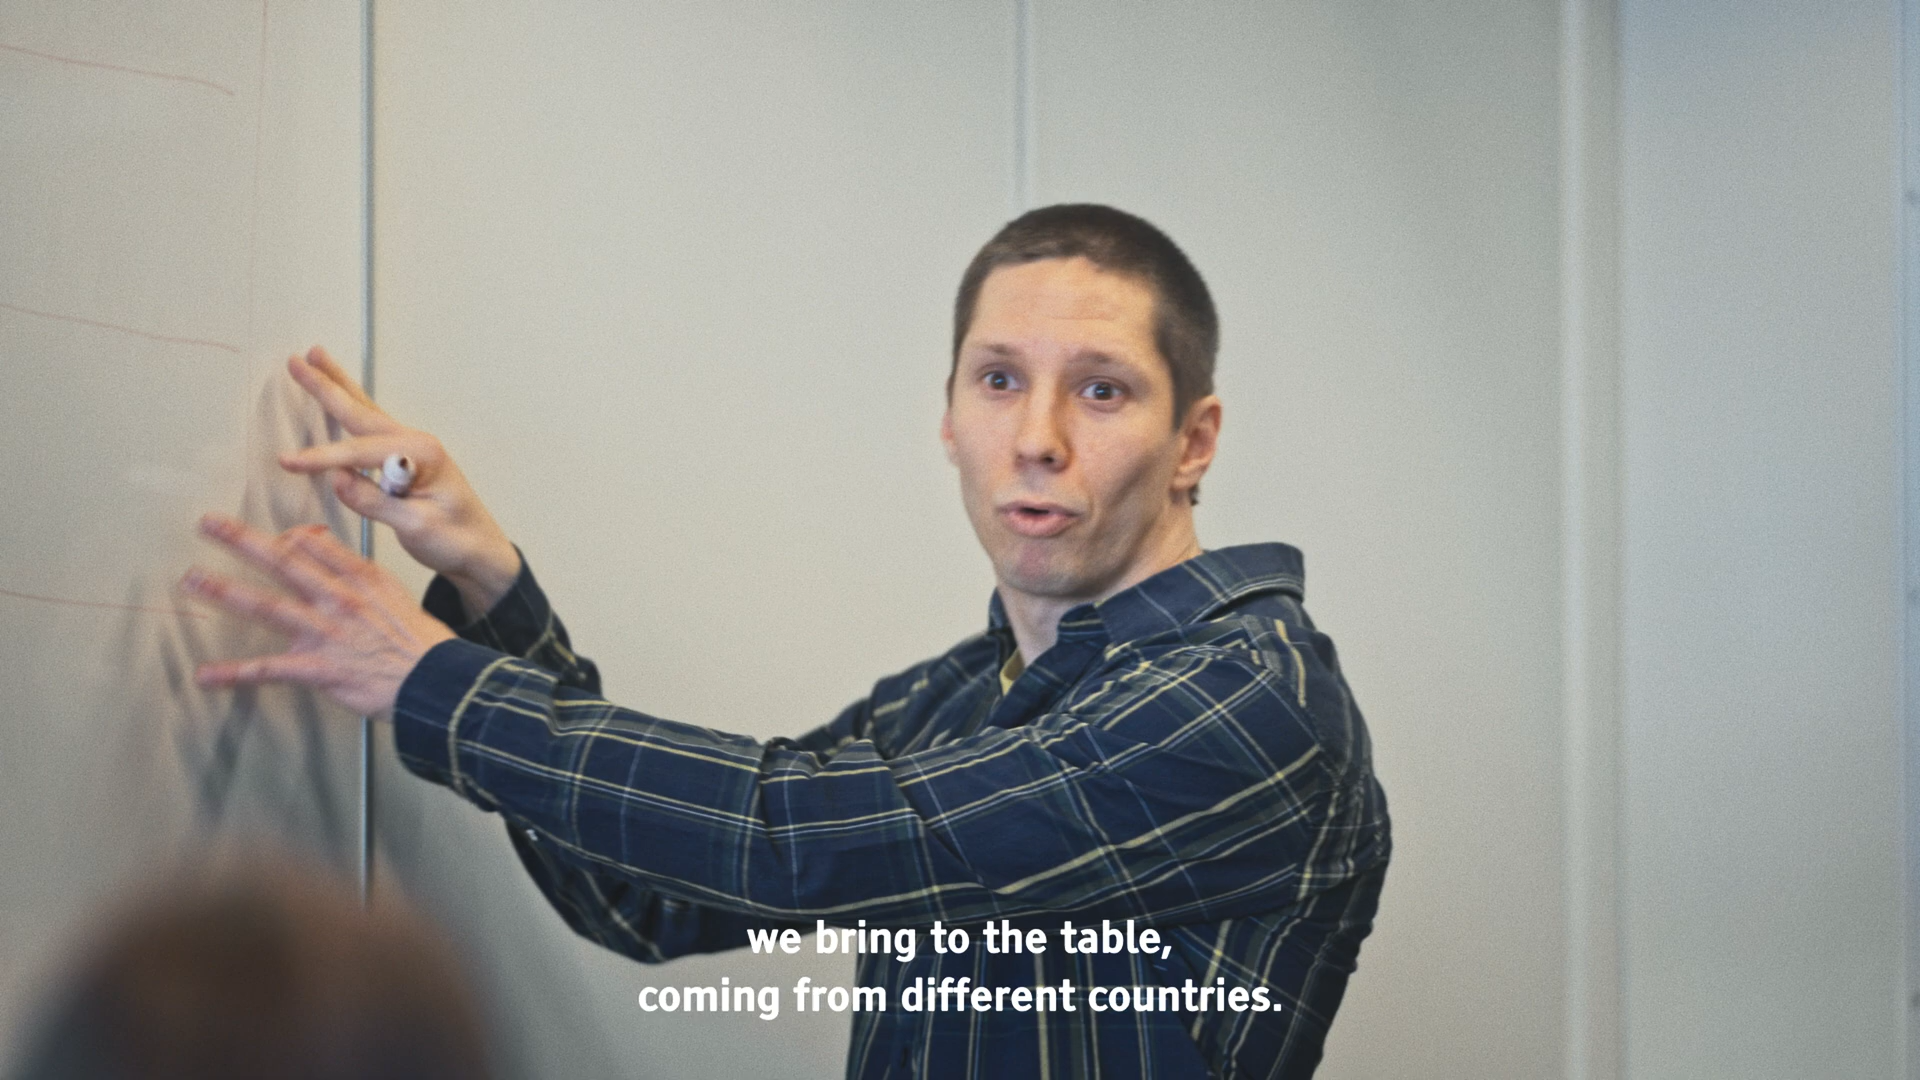 we bring to the table,
coming from different countries.